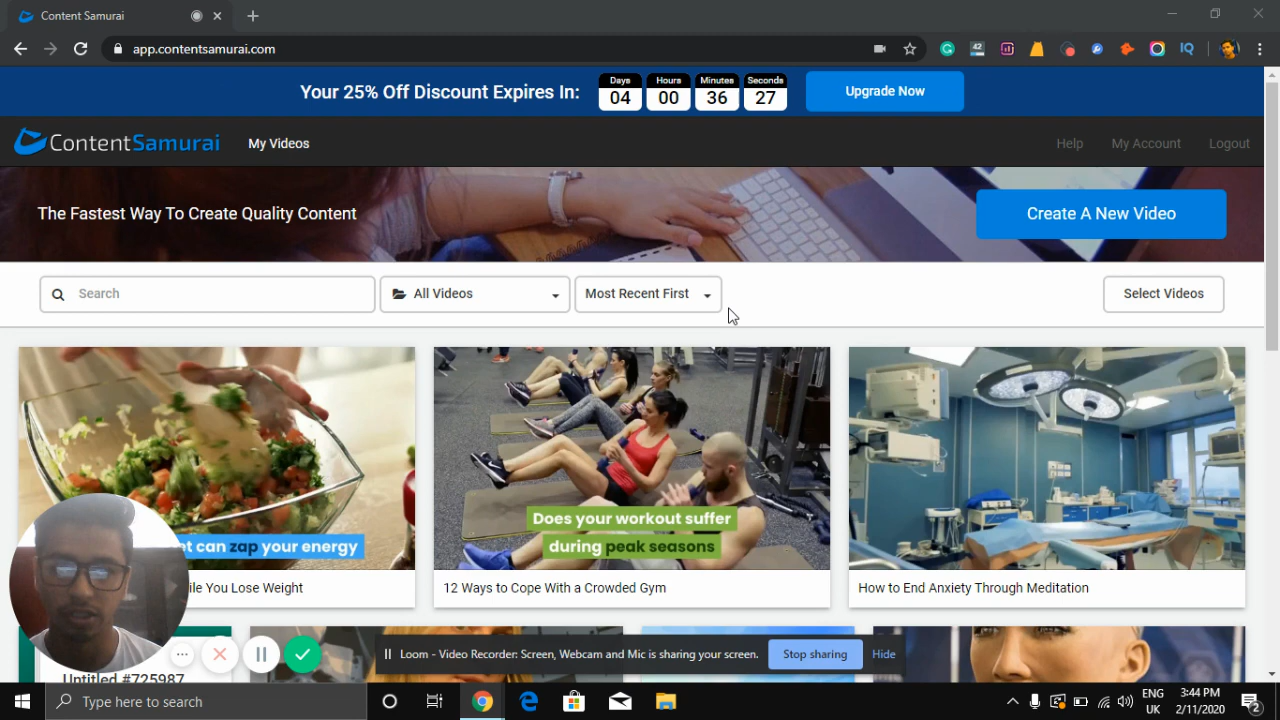 Content Samurai
app.contentsamurai.com
42
IQ
Your 25% Off Discount Expires In:
Days Hours Minutes Seconds
04 00 36 27
Upgrade Now
ContentSamurai
My Videos
Help
My Account
Logout
The Fastest Way To Create Quality Content
Create A New Video
Search
All Videos
Most Recent First
Select Videos
et can zap your energy
Does your workout suffer
during peak seasons
ile You Lose Weight
12 Ways to Cope With a Crowded Gym
How to End Anxiety Through Meditation
Untitled #725987
Loom - Video Recorder: Screen, Webcam and Mic is sharing your screen.
Stop sharing
Hide
Type here to search
ENG
UK
3:44 PM
2/11/2020
2